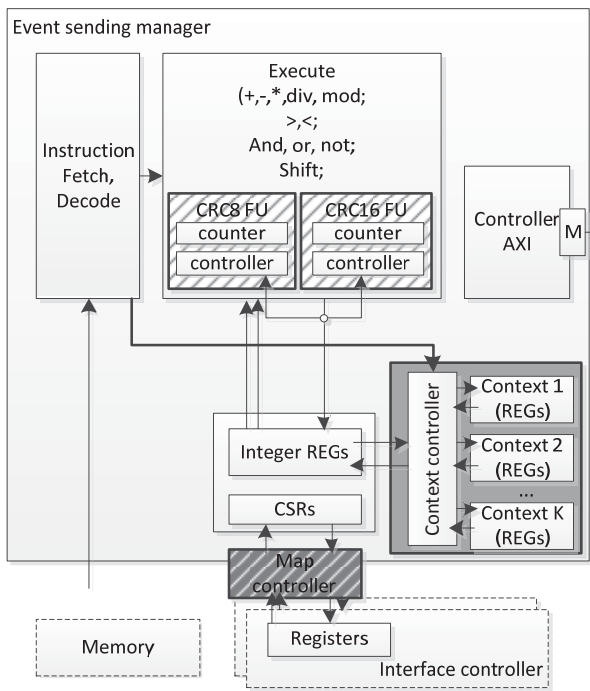 Event sending manager
Instruction
Fetch,
Decode
Execute
(+,-,*,div, mod;
>,<;
And, or, not;
Shift;
CRC8 FU
counter
controller
CRC16 FU
counter
controller
Controller
AXI
M
Integer REGs
CSRs
Context controller
Context 1
(REGs)
Context 2
(REGs)
...
Context K
(REGs)
Map
controller
Memory
Registers
Interface controller